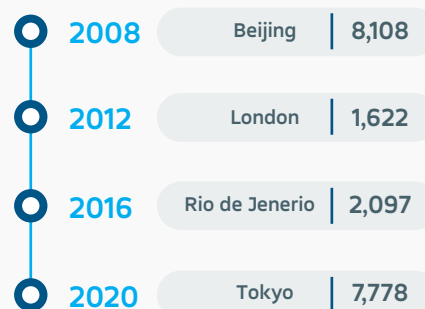 2008 Beijing 8,108
2012 London 1,622
2016 Rio de Jenerio 2,097
2020 Tokyo 7,778